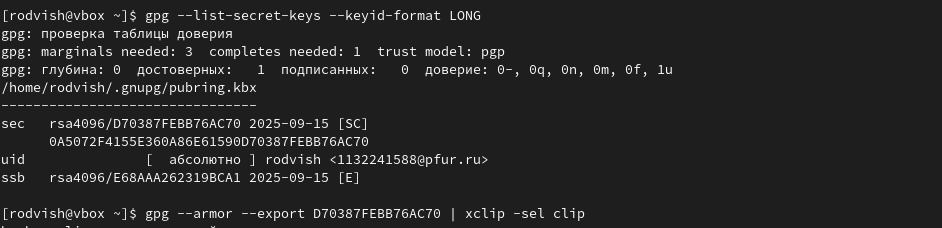 [rodvish@vbox ~]$ gpg --list-secret-keys --keyid-format LONG
gpg: проверка таблицы доверия
gpg: marginals needed: 3  completes needed: 1  trust model: pgp
gpg: глубина: 0  достоверных:   1  подписанных:   0  доверие: 0-, 0q, 0n, 0m, 0f, 1u
/home/rodvish/.gnupg/pubring.kbx
--------------------------------
sec   rsa4096/D70387FEBB76AC70 2025-09-15 [SC]
      0A5072F4155E360A86E61590D70387FEBB76AC70
uid               [  абсолютно ] rodvish <1132241588@pfur.ru>
ssb   rsa4096/E68AAA262319BCA1 2025-09-15 [E]
[rodvish@vbox ~]$ gpg --armor --export D70387FEBB76AC70 | xclip -sel clip